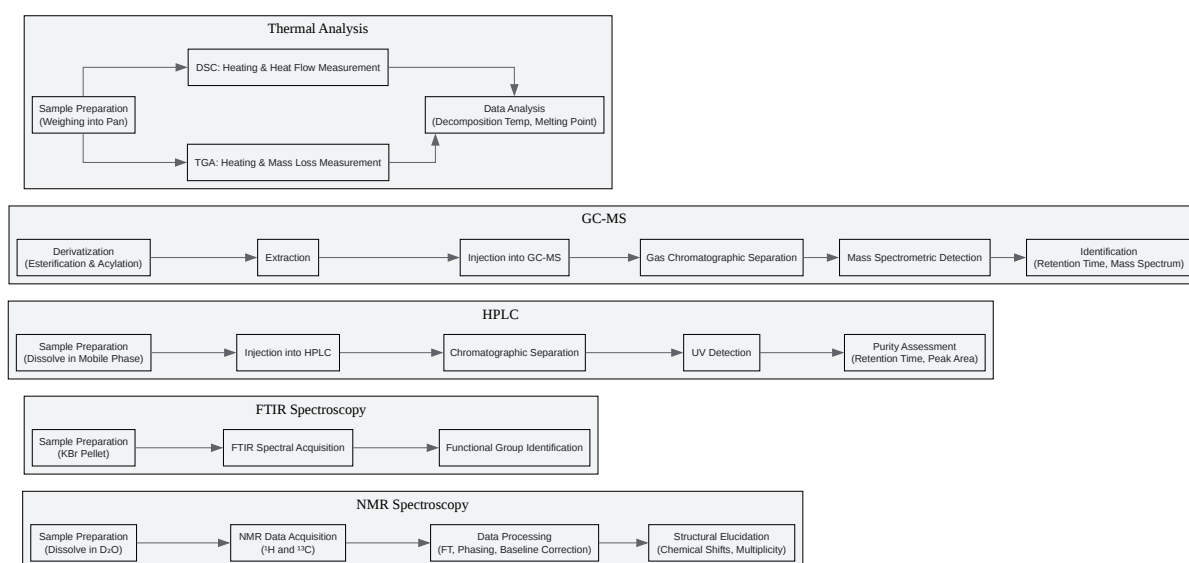 Thermal Analysis
DSC: Heating & Heat Flow Measurement
Sample Preparation
(Weighing into Pan)
Data Analysis
(Decomposition Temp, Melting Point)
TGA: Heating & Mass Loss Measurement
GC-MS
Derivatization
(Esterification & Acylation)
Extraction
Injection into GC-MS
Gas Chromatographic Separation
Mass Spectrometric Detection
Identification
(Retention Time, Mass Spectrum)
HPLC
Sample Preparation
(Dissolve in Mobile Phase)
Injection into HPLC
Chromatographic Separation
UV Detection
Purity Assessment
(Retention Time, Peak Area)
FTIR Spectroscopy
Sample Preparation
(KBr Pellet)
FTIR Spectral Acquisition
Functional Group Identification
NMR Spectroscopy
Sample Preparation
(Dissolve in D₂O)
NMR Data Acquisition
(¹H and ¹³C)
Data Processing
(FT, Phasing, Baseline Correction)
Structural Elucidation
(Chemical Shifts, Multiplicity)